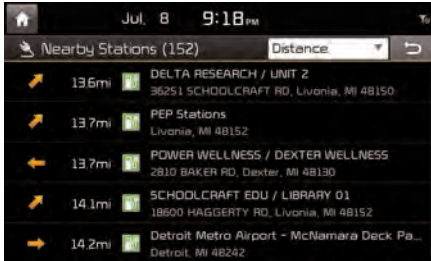 Jul. 8 9:18 PM
Nearby Stations (152) Distance
13.6mi DELTA RESEARCH / UNIT 2
36251 SCHOOLCRAFT RD, Livonia, MI 48150
13.7mi PEP Stations
Livonia, MI 48152
13.7mi POWER WELLNESS / DEXTER WELLNESS
2810 BAKER RD, Dexter, MI 48130
14.1mi SCHOOLCRAFT EDU / LIBRARY 01
18600 HAGGERTY RD, Livonia, MI 48152
14.2mi Detroit Metro Airport - McNamara Deck Pa...
Detroit, MI 48242